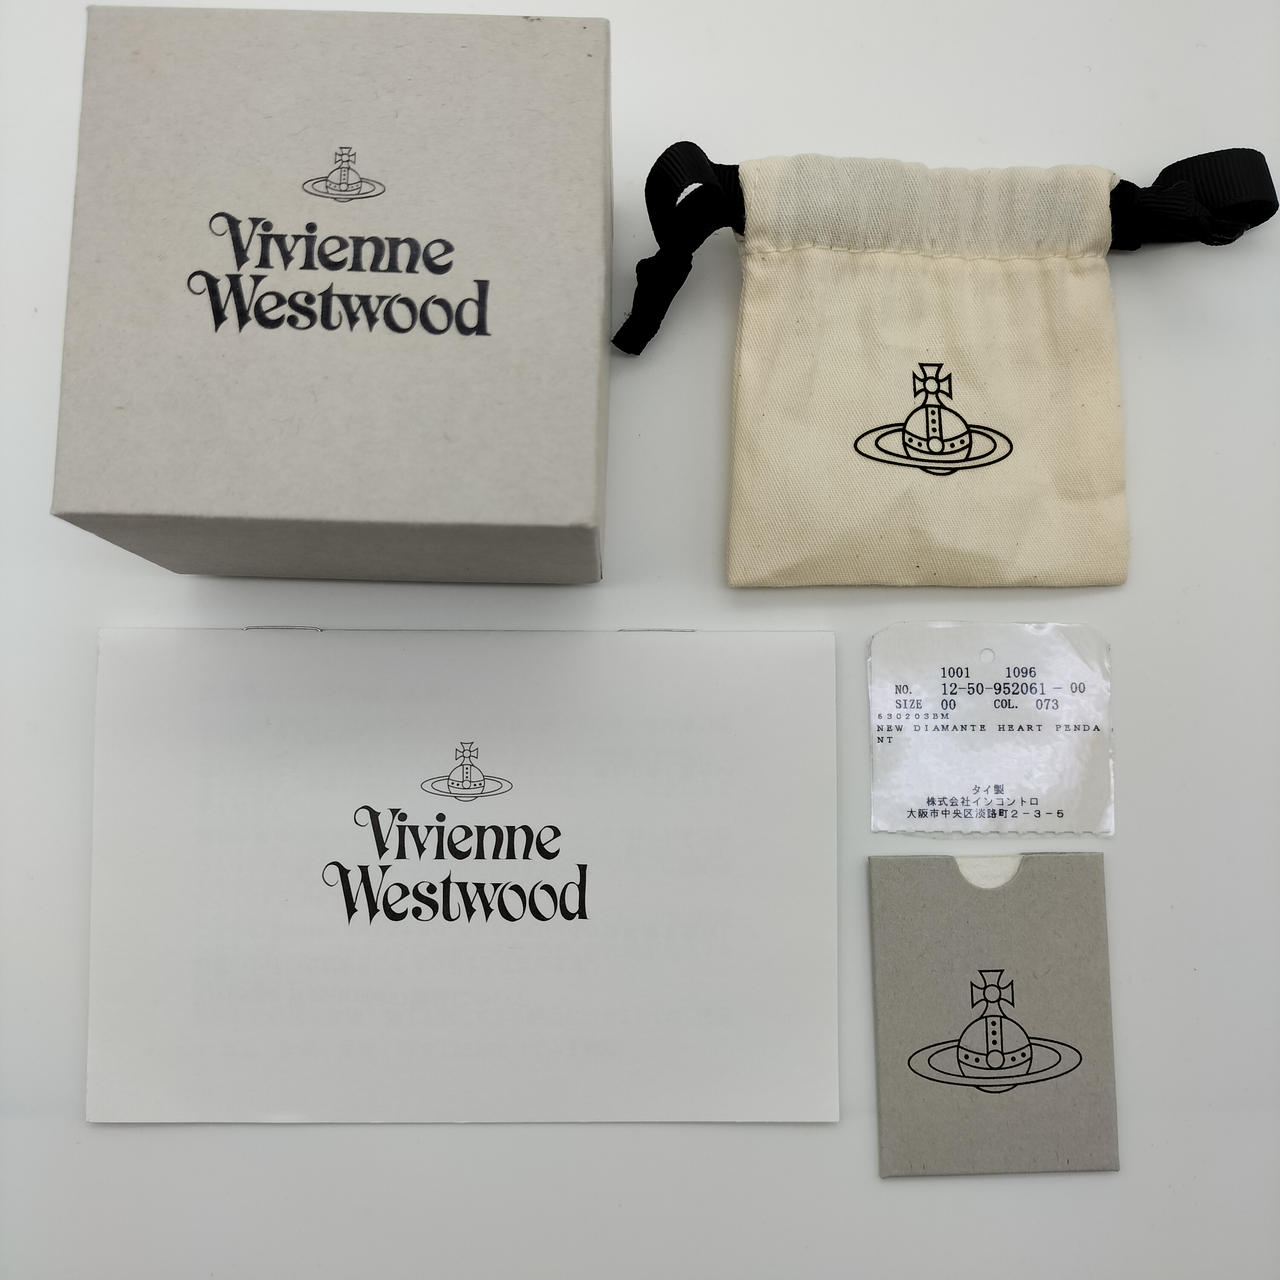 Vivienne
Westwood
Vivienne
Westwood
1001 1096
NO. 12-50-952061 - 00
SIZE 00 COL. 073
630203BM
NEW DIAMANTE HEART PENDA
NT
タイ製
株式会社インコントロ
大阪市中央区淡路町2-3-5